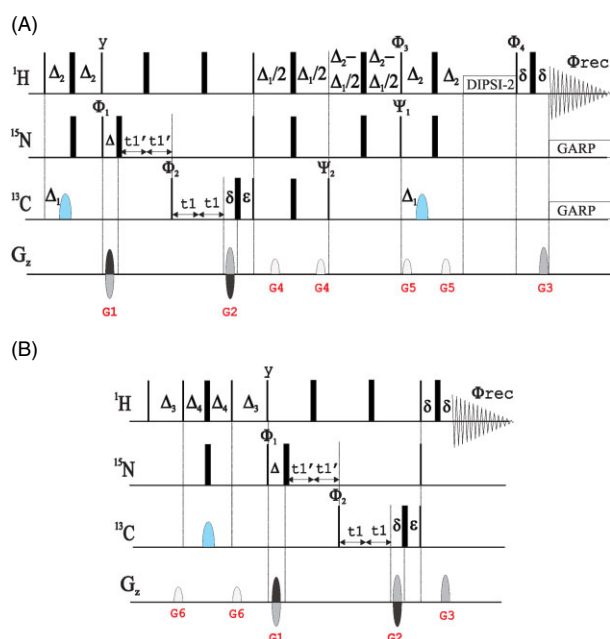 (A)
y Φ₃ Φ₄
Φrec
¹H Δ₂ Δ₂ Δ₁/2 Δ₁/2 Δ₂– Δ₂– Δ₂ Δ₂ DIPSI-2 δ δ
Δ₁/2 Δ₁/2
Φ₁ Ψ₁
¹⁵N Δ t1' t1' GARP
Φ₂ Ψ₂
¹³C Δ₁ t1 t1 δ ε Δ₁ GARP
G_z
G1 G2 G4 G4 G5 G5 G3
(B)
y
Φrec
¹H Δ₃ Δ₄ Δ₄ Δ₃ δ δ
Φ₁
¹⁵N Δ t1' t1'
Φ₂
¹³C t1 t1 δ ε
G_z
G6 G6 G1 G2 G3